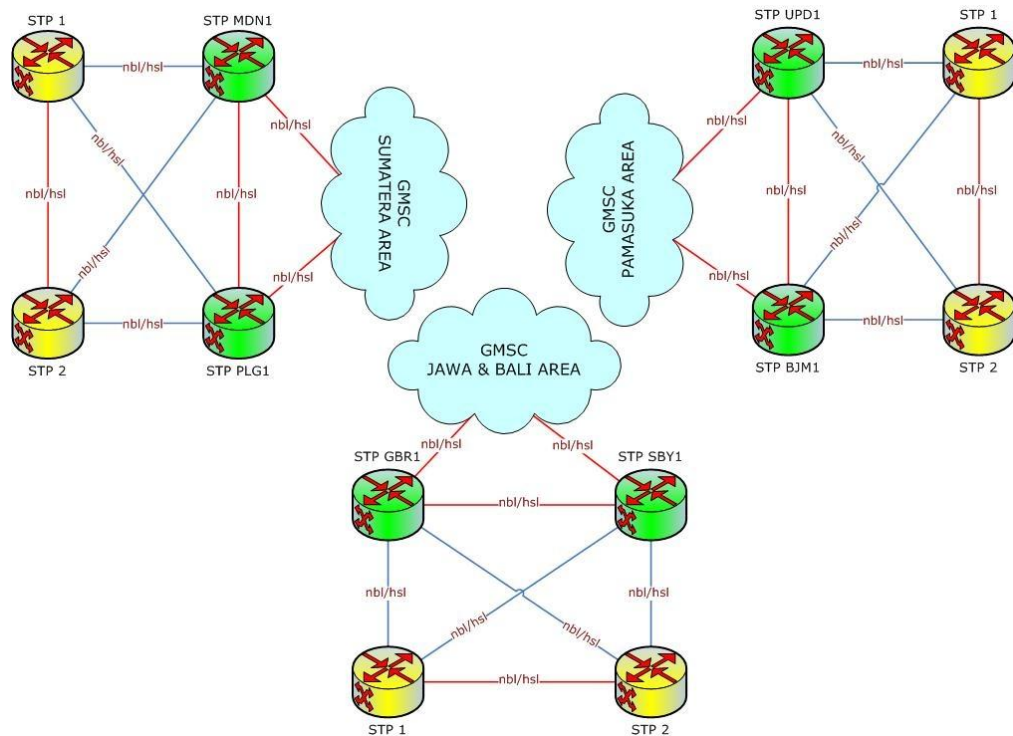 STP 1
STP MDN1
nbl/hsl
nbl/hsl
nbl/hsl
nbl/hsl
nbl/hsl
nbl/hsl
STP 2
STP PLG1
nbl/hsl
nbl/hsl
GMSC
SUMATERA AREA
STP UPD1
STP 1
nbl/hsl
nbl/hsl
nbl/hsl
nbl/hsl
nbl/hsl
nbl/hsl
STP BJM1
STP 2
nbl/hsl
nbl/hsl
GMSC
PAMASUKA AREA
GMSC
JAWA & BALI AREA
nbl/hsl
nbl/hsl
STP GBR1
STP SBY1
nbl/hsl
nbl/hsl
nbl/hsl
nbl/hsl
nbl/hsl
nbl/hsl
STP 1
STP 2